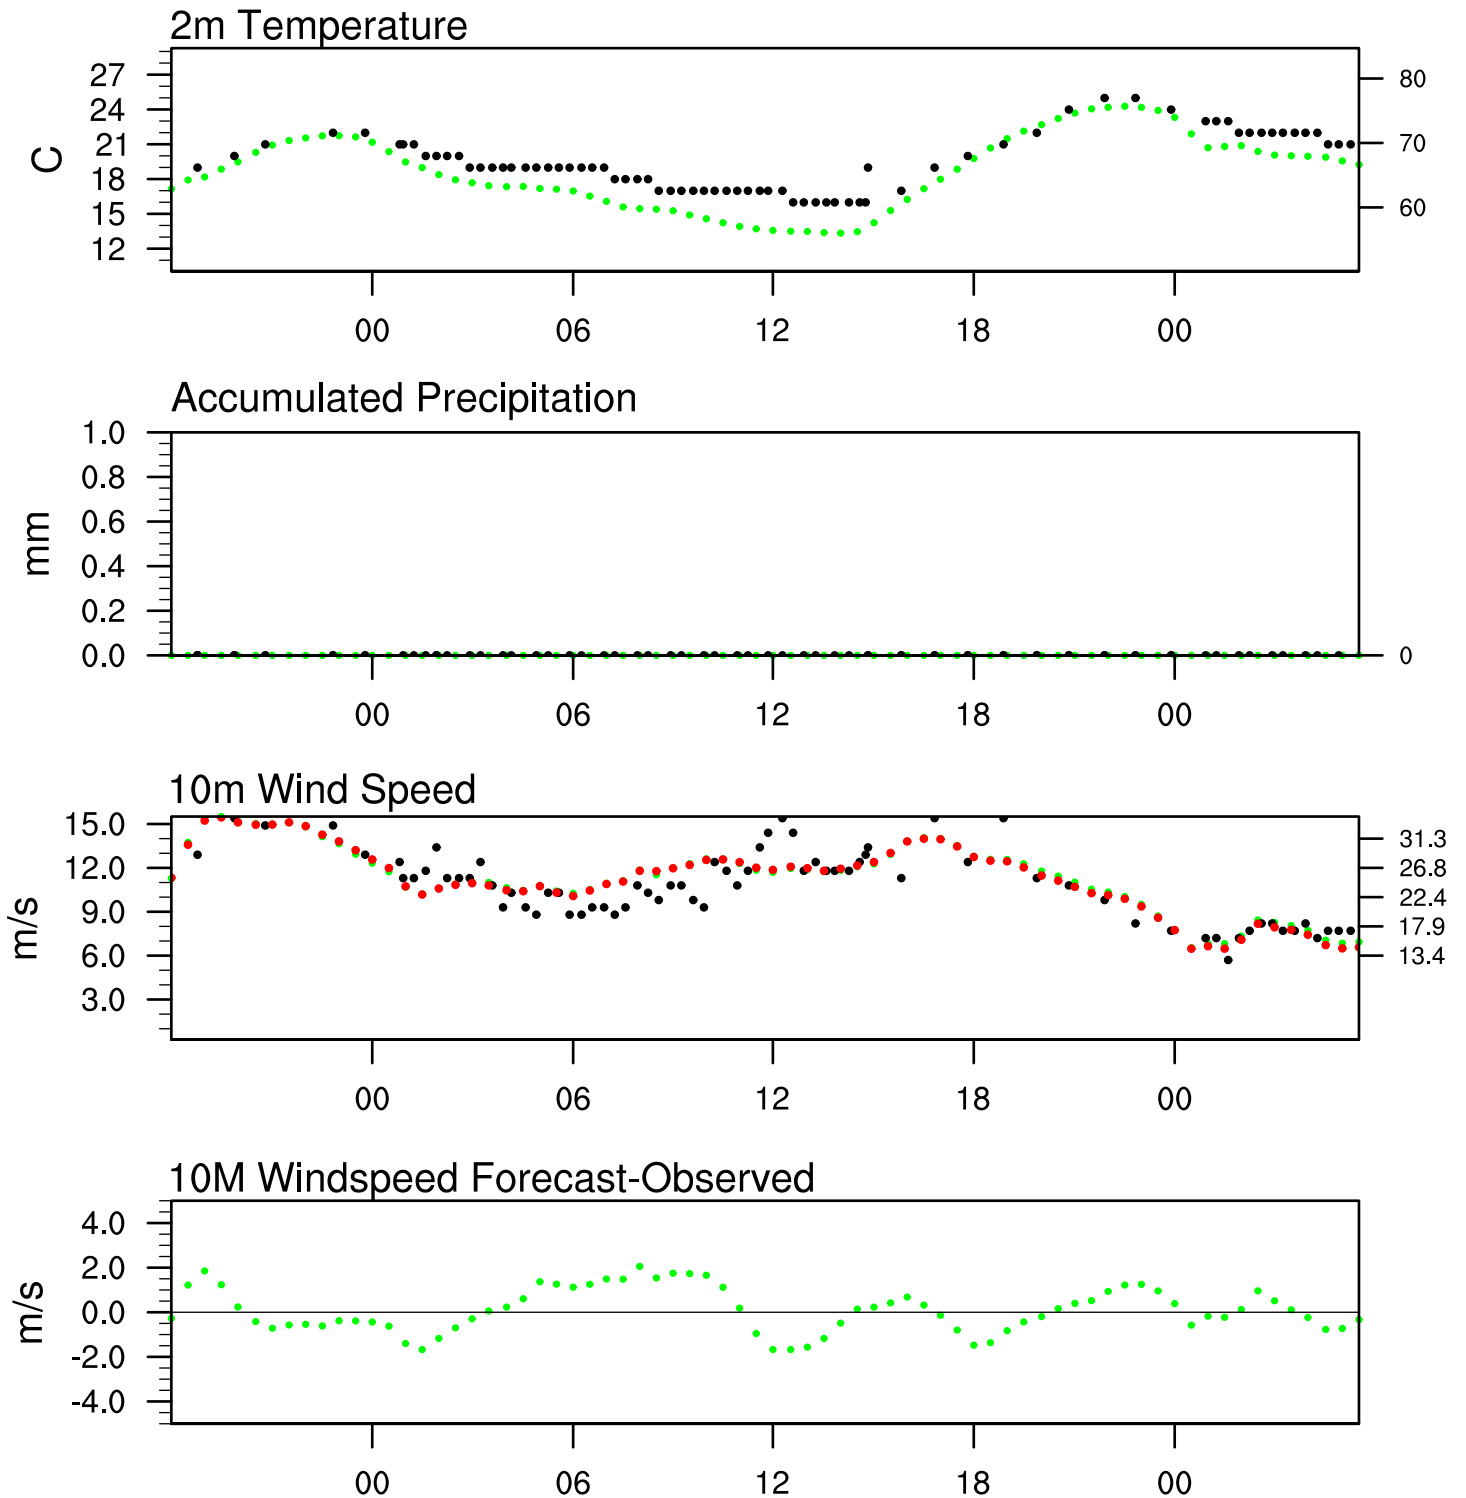 2m Temperature
27
24
21
18
15
12
C
80
70
60
00 06 12 18 00
Accumulated Precipitation
1.0
0.8
0.6
0.4
0.2
0.0
mm
0
00 06 12 18 00
10m Wind Speed
15.0
12.0
9.0
6.0
3.0
m/s
31.3
26.8
22.4
17.9
13.4
00 06 12 18 00
10M Windspeed Forecast-Observed
4.0
2.0
0.0
-2.0
-4.0
m/s
00 06 12 18 00